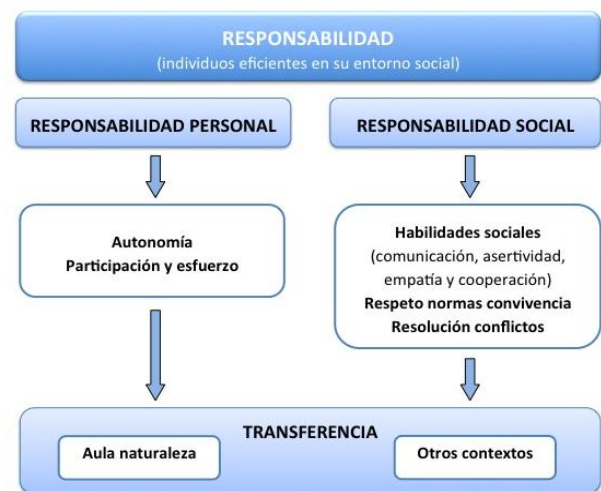 RESPONSABILIDAD
(individuos eficientes en su entorno social)
RESPONSABILIDAD PERSONAL
RESPONSABILIDAD SOCIAL
Autonomía
Participación y esfuerzo
Habilidades sociales
(comunicación, asertividad,
empatía y cooperación)
Respeto normas convivencia
Resolución conflictos
TRANSFERENCIA
Aula naturaleza
Otros contextos